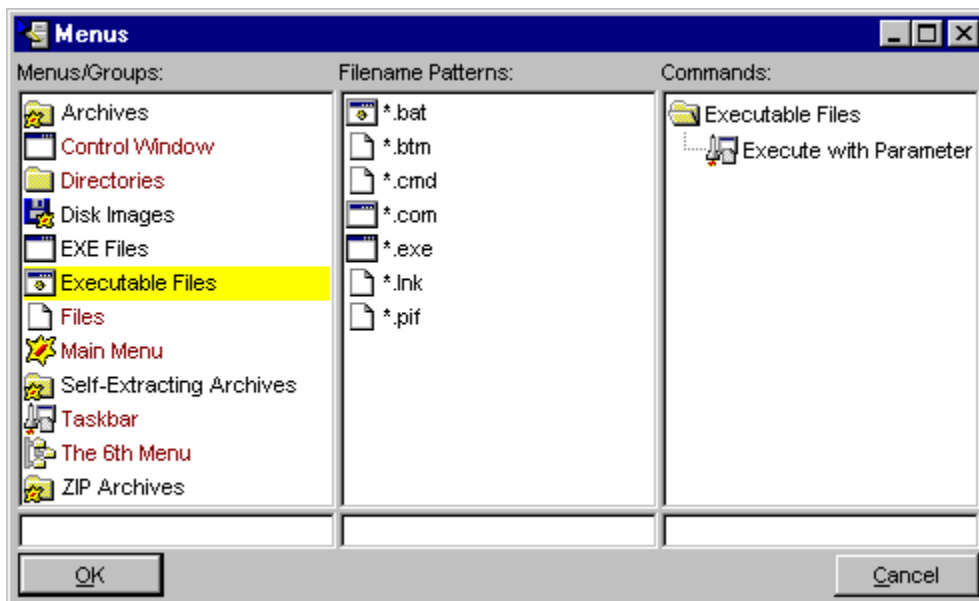 Menus
Menus/Groups:
Archives
Control Window
Directories
Disk Images
EXE Files
Executable Files
Files
Main Menu
Self-Extracting Archives
Taskbar
The 6th Menu
ZIP Archives
Filename Patterns:
*.bat
*.btm
*.cmd
*.com
*.exe
*.lnk
*.pif
Commands:
Executable Files
Execute with Parameter
OK
Cancel